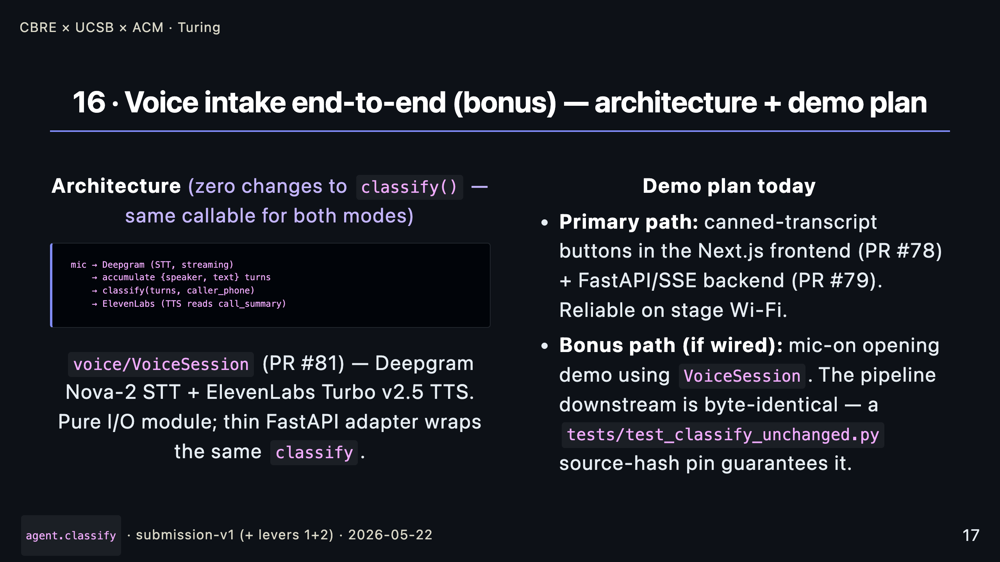 CBRE × UCSB × ACM · Turing
16 · Voice intake end-to-end (bonus) — architecture + demo plan
Architecture (zero changes to classify() —
same callable for both modes)
mic → Deepgram (STT, streaming)
→ accumulate {speaker, text} turns
→ classify(turns, caller_phone)
→ ElevenLabs (TTS reads call_summary)
voice/VoiceSession (PR #81) — Deepgram
Nova-2 STT + ElevenLabs Turbo v2.5 TTS.
Pure I/O module; thin FastAPI adapter wraps
the same classify.
Demo plan today
• Primary path: canned-transcript
buttons in the Next.js frontend (PR #78)
+ FastAPI/SSE backend (PR #79).
Reliable on stage Wi-Fi.
• Bonus path (if wired): mic-on opening
demo using VoiceSession. The pipeline
downstream is byte-identical — a
tests/test_classify_unchanged.py
source-hash pin guarantees it.
agent.classify · submission-v1 (+ levers 1+2) · 2026-05-22
17